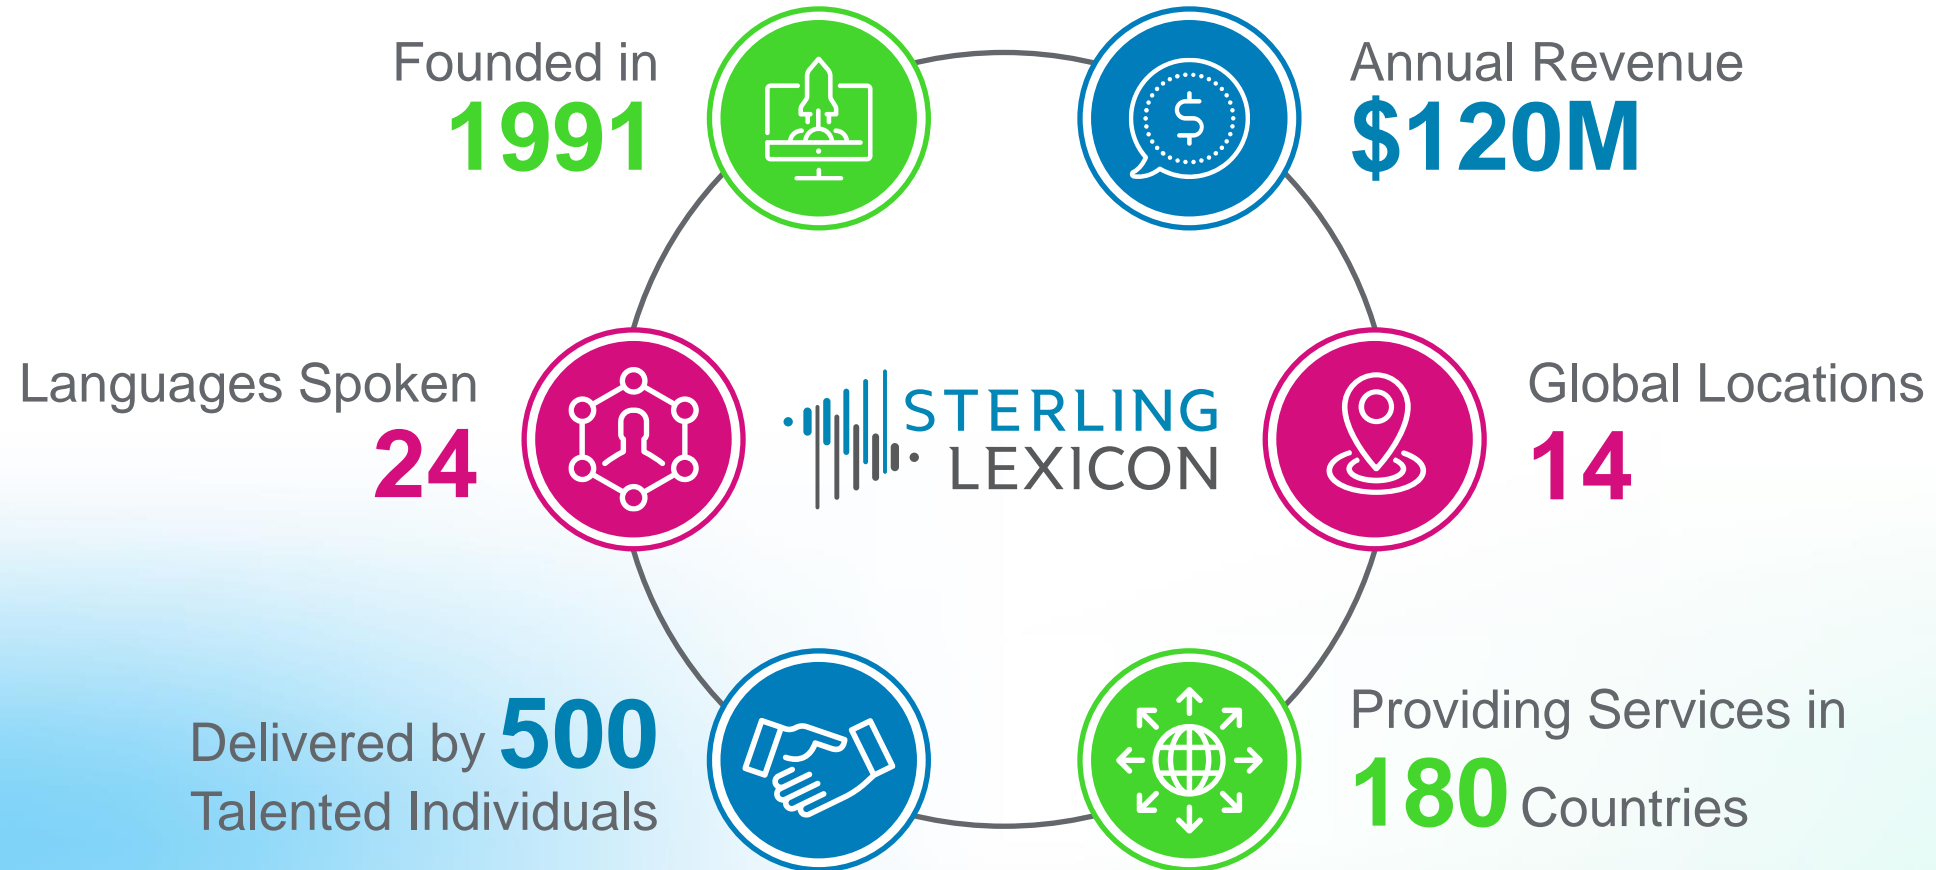 Founded in
1991
Annual Revenue
$120M
Languages Spoken
24
STERLING
LEXICON
Global Locations
14
Delivered by 500
Talented Individuals
Providing Services in
180 Countries